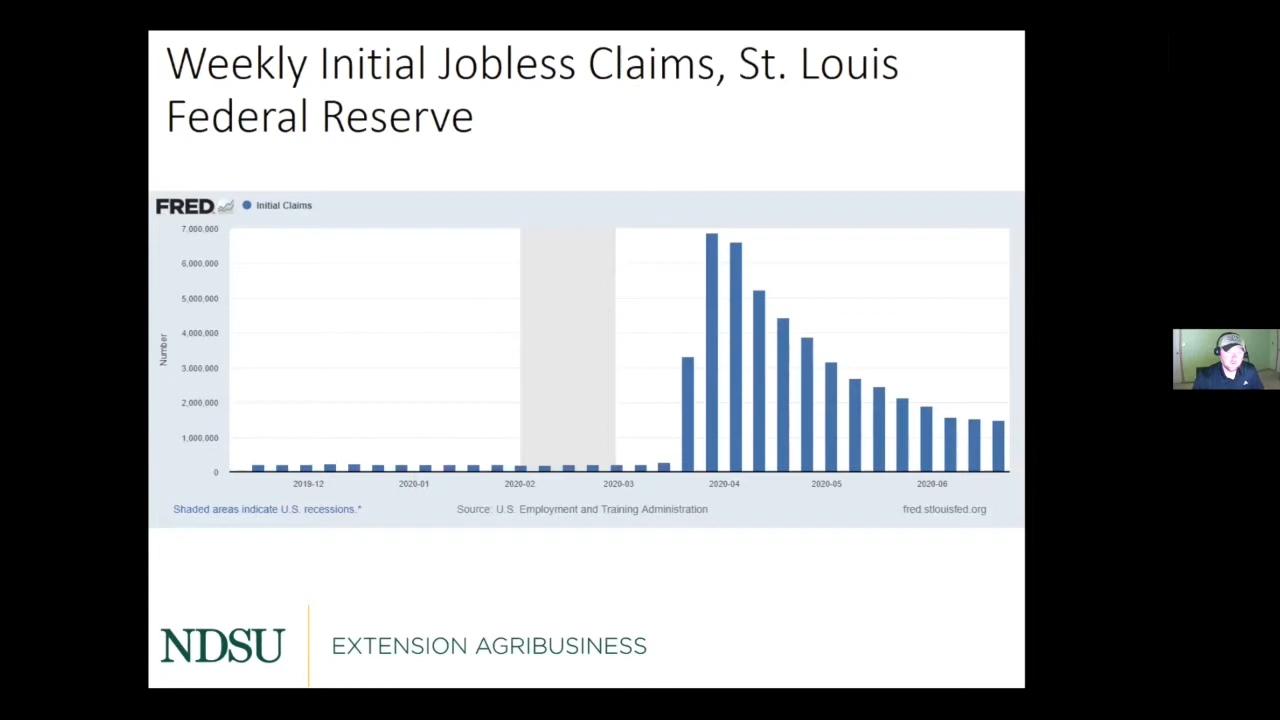 Weekly Initial Jobless Claims, St. Louis
Federal Reserve
FRED
Initial Claims
7,000,000
6,000,000
5,000,000
4,000,000
3,000,000
2,000,000
1,000,000
0
Number
2019-12
2020-01
2020-02
2020-03
2020-04
2020-05
2020-06
Shaded areas indicate U.S. recessions.*
Source: U.S. Employment and Training Administration
fred.stlouisfed.org
NDSU
EXTENSION AGRIBUSINESS